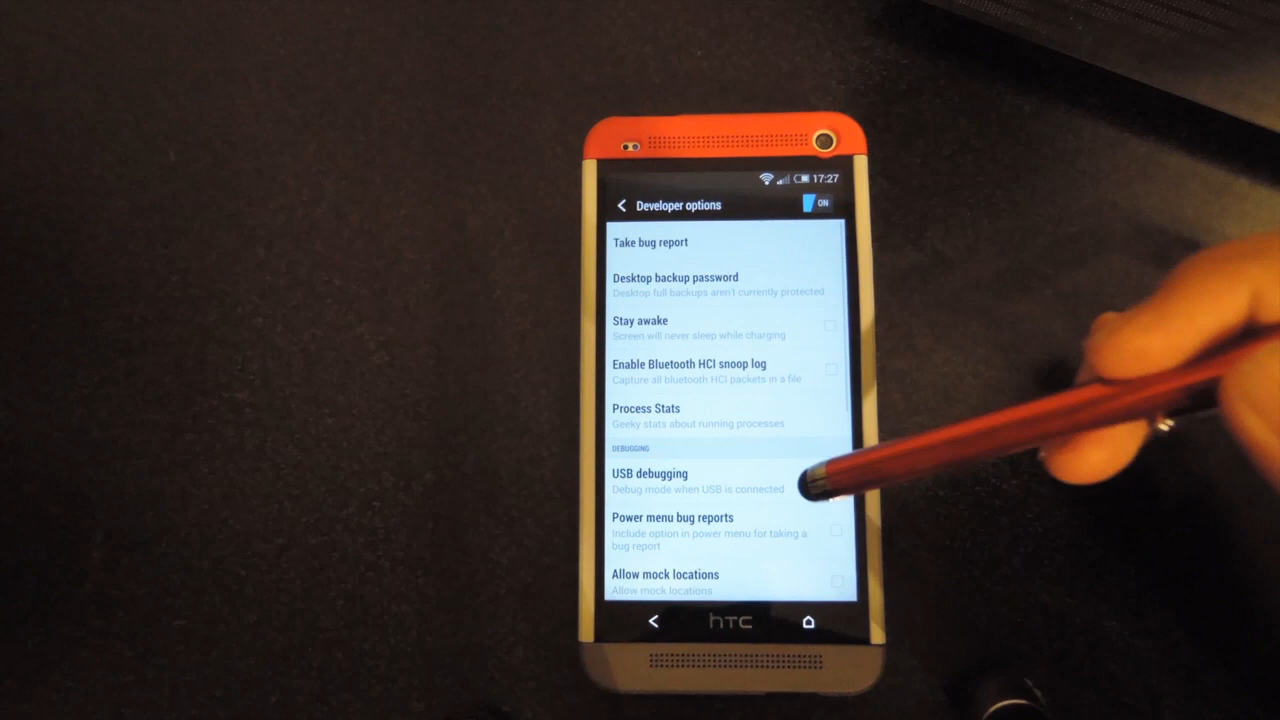 17:27
Developer options
ON
Take bug report
Desktop backup password
Desktop full backups aren't currently protected
Stay awake
Screen will never sleep while charging
Enable Bluetooth HCI snoop log
Capture all bluetooth HCI packets in a file
Process Stats
Geeky stats about running processes
DEBUGGING
USB debugging
Debug mode when USB is connected
Power menu bug reports
Include option in power menu for taking a
bug report
Allow mock locations
Allow mock locations
hTC